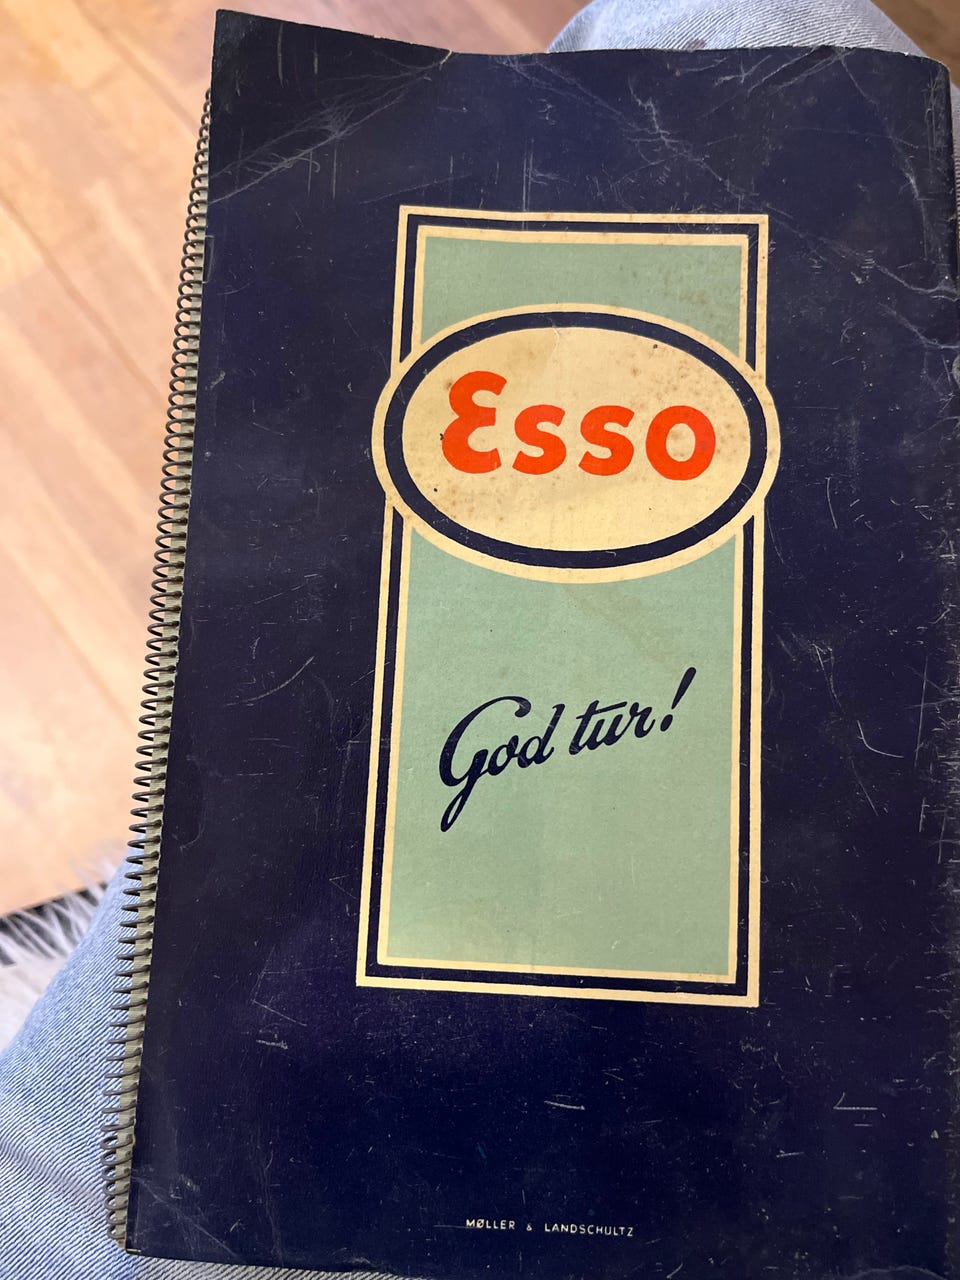 Esso
God tur!
MØLLER & LANDSCHULTZ